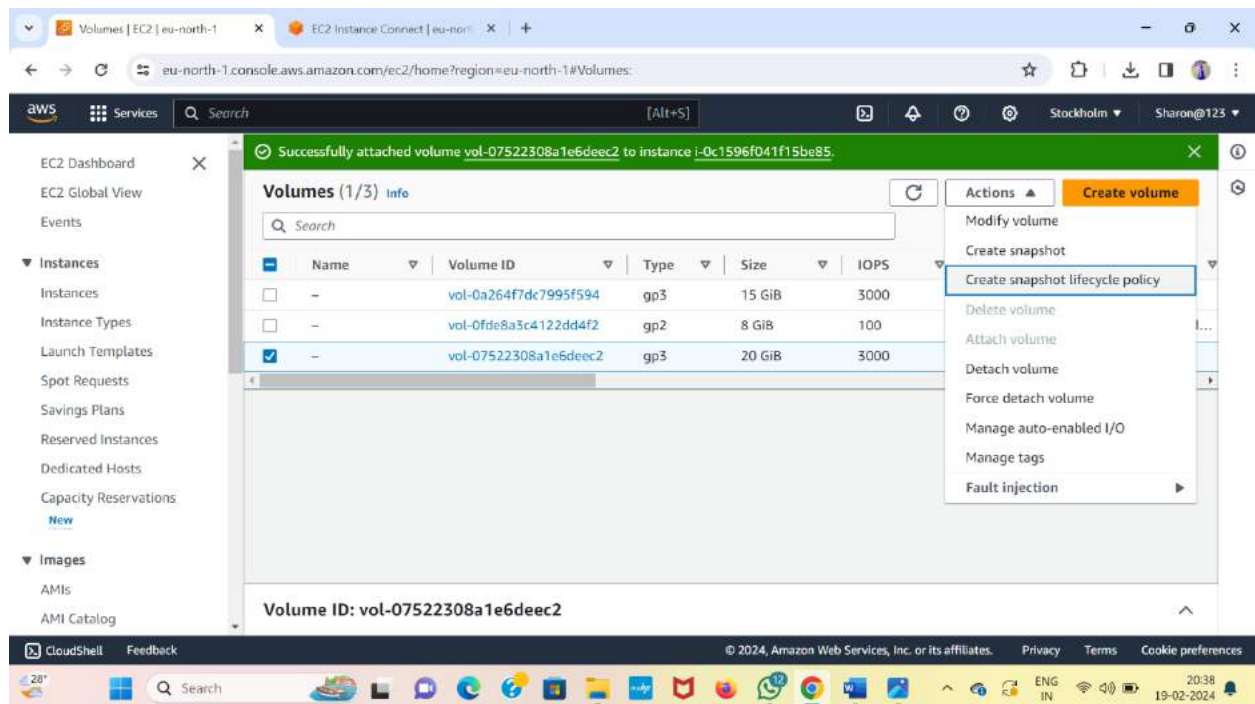 Volumes | EC2 | eu-north-1
EC2 Instance Connect | eu-nort
eu-north-1.console.aws.amazon.com/ec2/home?region=eu-north-1#Volumes:
aws Services Search [Alt+S] Stockholm ▼ Sharon@123 ▼
EC2 Dashboard
EC2 Global View
Events
Instances
Instances
Instance Types
Launch Templates
Spot Requests
Savings Plans
Reserved Instances
Dedicated Hosts
Capacity Reservations
New
Images
AMIs
AMI Catalog
Successfully attached volume vol-07522308a1e6deec2 to instance i-0c1596f041f15be85.
Volumes (1/3) Info
Actions ▲ Create volume
Search
Name Volume ID Type Size IOPS
– vol-0a264f7dc7995f594 gp3 15 GiB 3000
– vol-0fde8a3c4122dd4f2 gp2 8 GiB 100
– vol-07522308a1e6deec2 gp3 20 GiB 3000
Modify volume
Create snapshot
Create snapshot lifecycle policy
Delete volume
Attach volume
Detach volume
Force detach volume
Manage auto-enabled I/O
Manage tags
Fault injection
Volume ID: vol-07522308a1e6deec2
CloudShell Feedback © 2024, Amazon Web Services, Inc. or its affiliates. Privacy Terms Cookie preferences
28° Search ENG 20:38
IN 19-02-2024